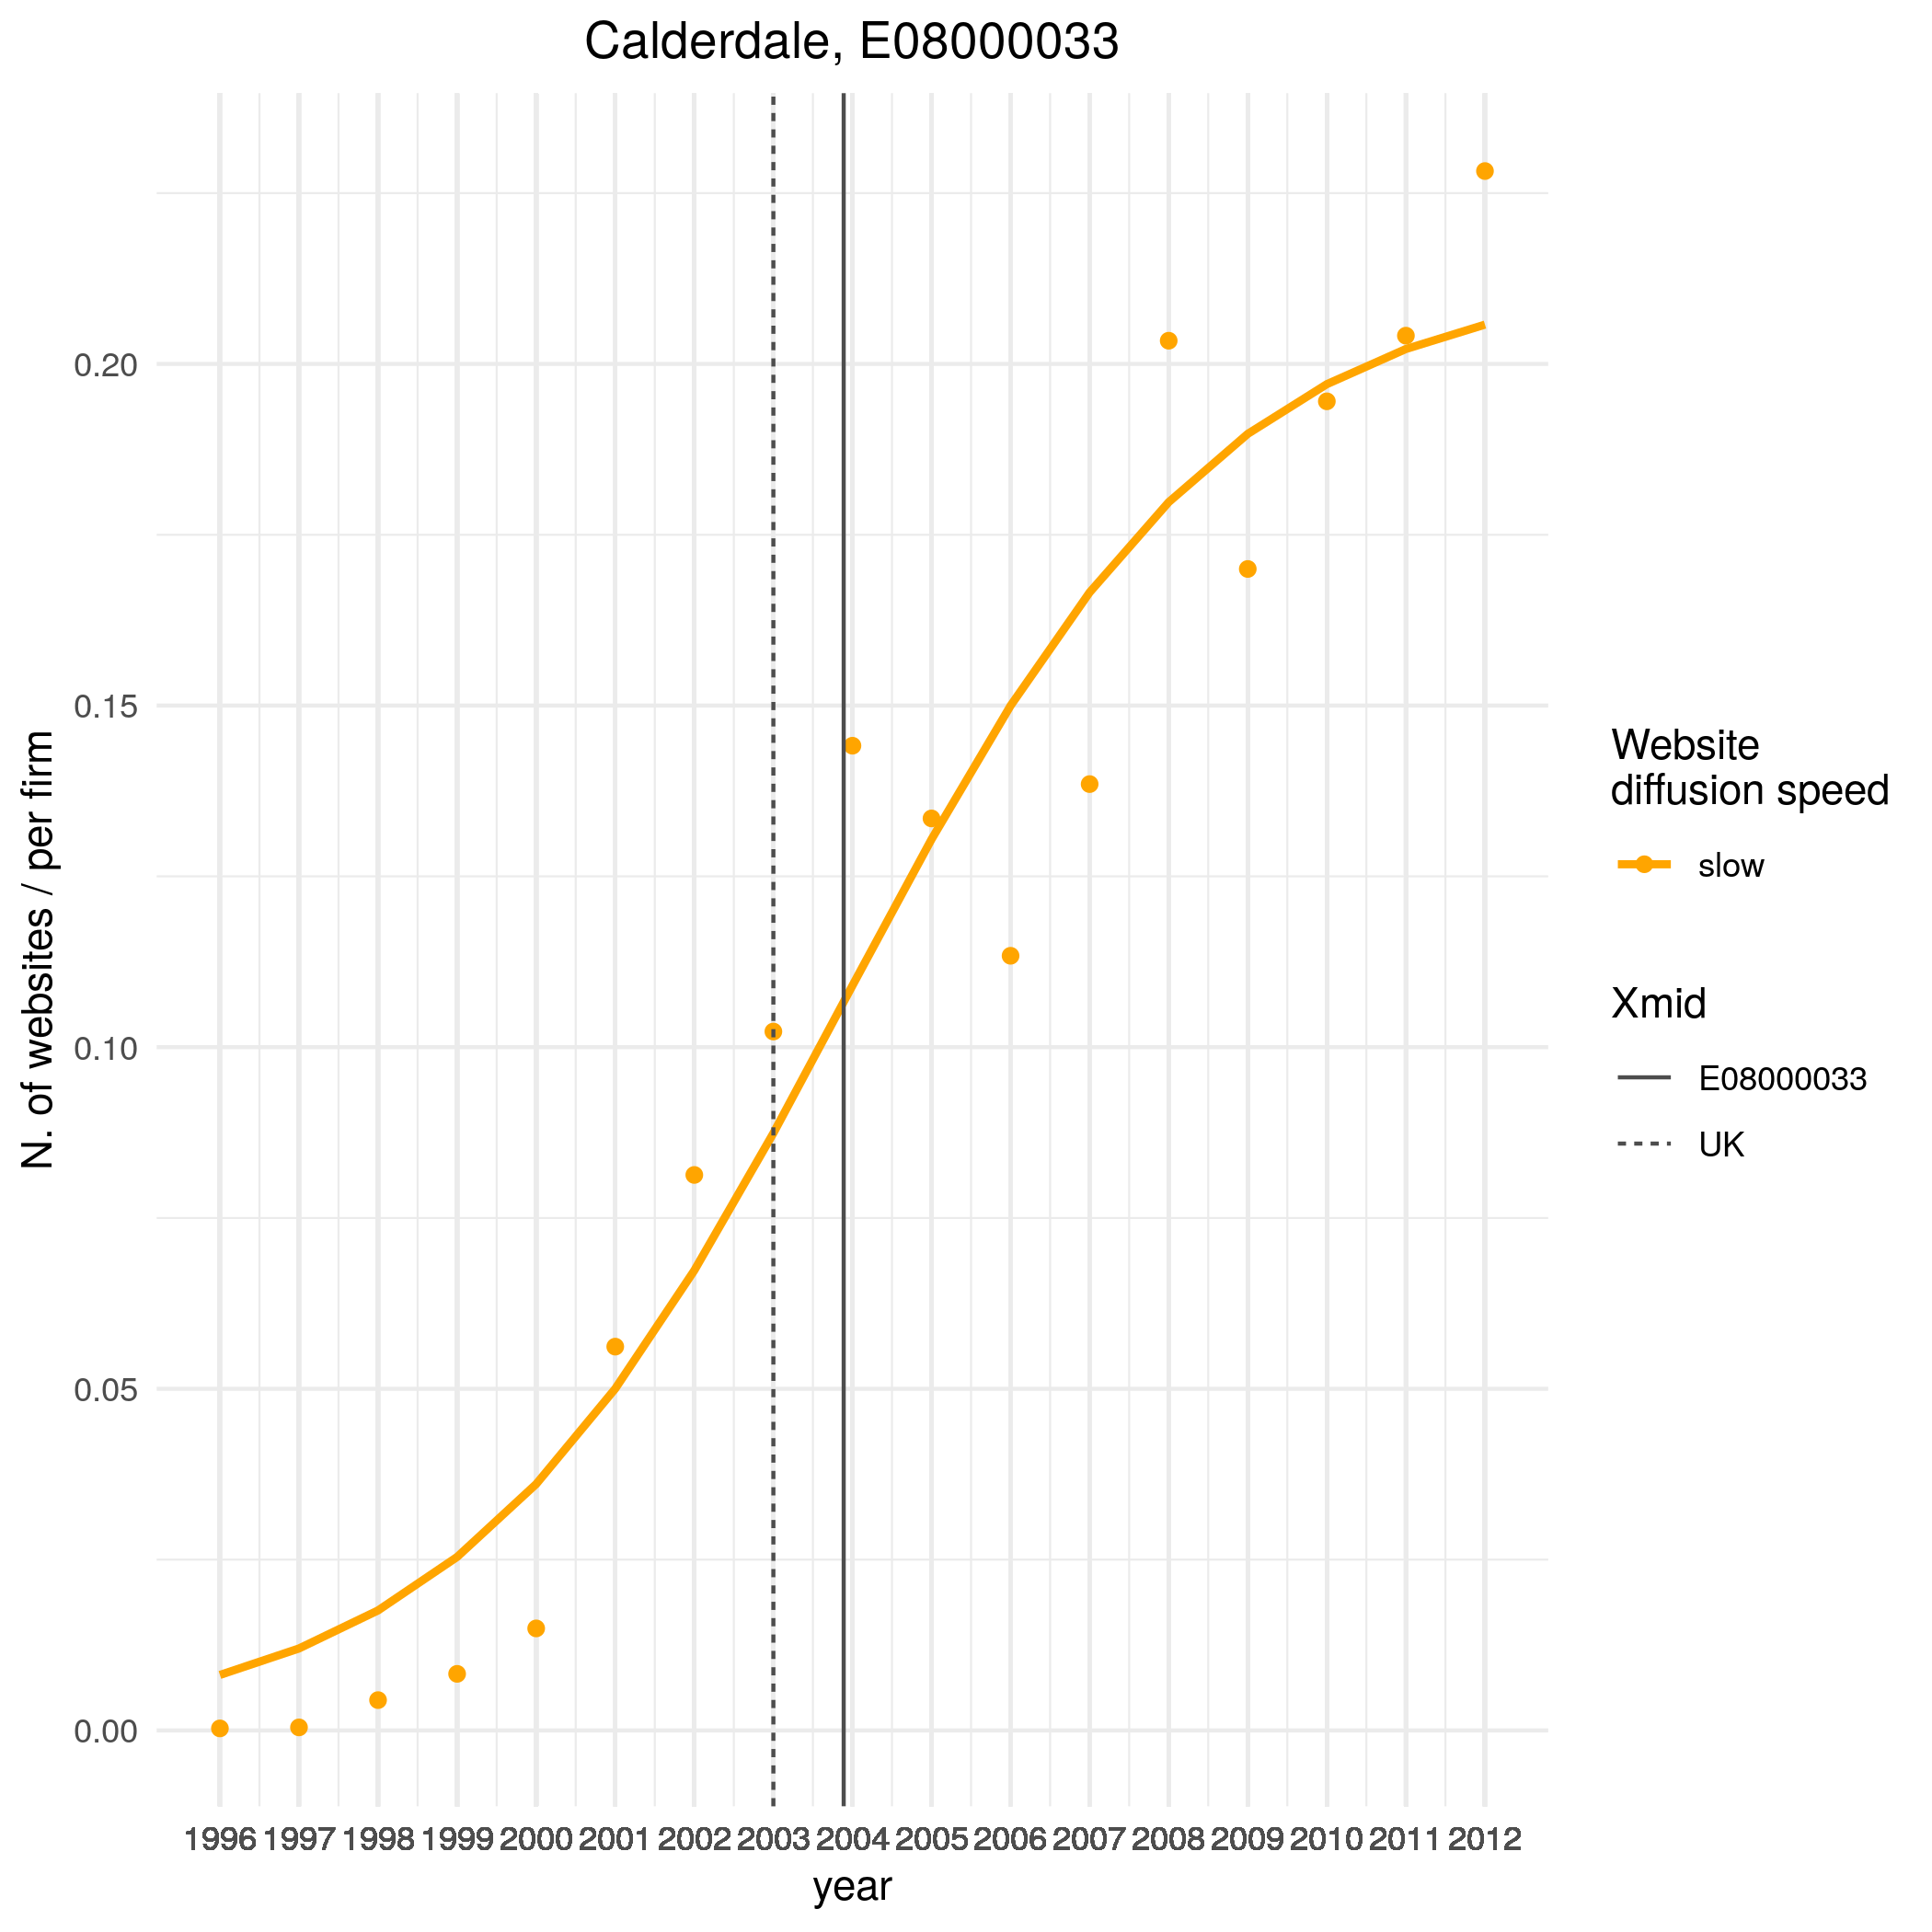 Calderdale, E08000033
N. of websites / per firm
0.20
0.15
0.10
0.05
0.00
1996 1997 1998 1999 2000 2001 2002 2003 2004 2005 2006 2007 2008 2009 2010 2011 2012
year
Website
diffusion speed
slow
Xmid
E08000033
UK